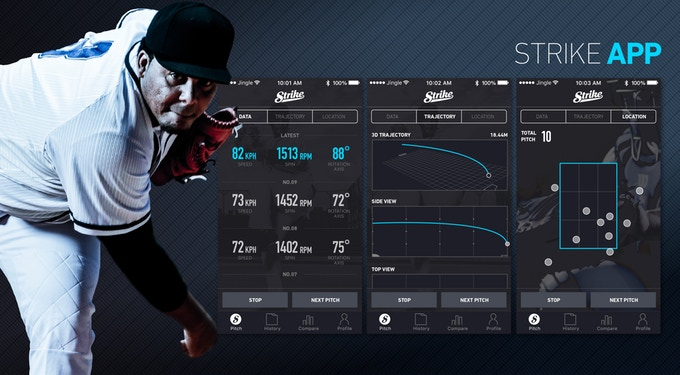 STRIKE APP
Jingle 10:01 AM 100%
Strike
DATA TRAJECTORY LOCATION
LATEST
82 KPH 1513 RPM 88°
SPEED SPIN ROTATION AXIS
NO.09
73 KPH 1452 RPM 72°
SPEED SPIN ROTATION AXIS
NO.08
72 KPH 1402 RPM 75°
SPEED SPIN ROTATION AXIS
NO.07
STOP NEXT PITCH
Pitch History Compare Profile
Jingle 10:02 AM 100%
Strike
DATA TRAJECTORY LOCATION
3D TRAJECTORY 18.44M
SIDE VIEW
TOP VIEW
STOP NEXT PITCH
Pitch History Compare Profile
Jingle 10:03 AM 100%
Strike
DATA TRAJECTORY LOCATION
TOTAL PITCH 10
STOP NEXT PITCH
Pitch History Compare Profile